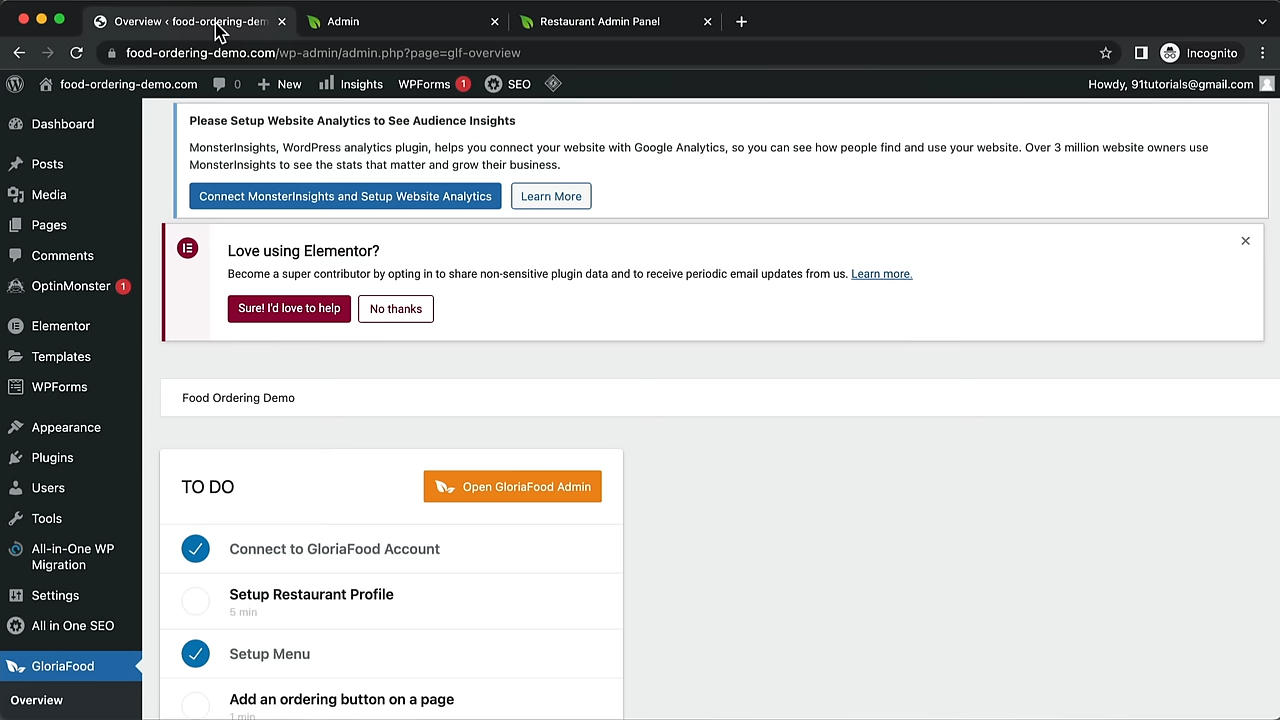 Overview ‹ food-ordering-dem
Admin
Restaurant Admin Panel
food-ordering-demo.com/wp-admin/admin.php?page=glf-overview
Incognito
food-ordering-demo.com
0
New
Insights
WPForms 1
SEO
Howdy, 91tutorials@gmail.com
Dashboard
Posts
Media
Pages
Comments
OptinMonster 1
Elementor
Templates
WPForms
Appearance
Plugins
Users
Tools
All-in-One WP
Migration
Settings
All in One SEO
GloriaFood
Overview
Please Setup Website Analytics to See Audience Insights
MonsterInsights, WordPress analytics plugin, helps you connect your website with Google Analytics, so you can see how people find and use your website. Over 3 million website owners use
MonsterInsights to see the stats that matter and grow their business.
Connect MonsterInsights and Setup Website Analytics
Learn More
Love using Elementor?
Become a super contributor by opting in to share non-sensitive plugin data and to receive periodic email updates from us. Learn more.
Sure! I'd love to help
No thanks
Food Ordering Demo
TO DO
Open GloriaFood Admin
Connect to GloriaFood Account
Setup Restaurant Profile
5 min
Setup Menu
Add an ordering button on a page
1 min